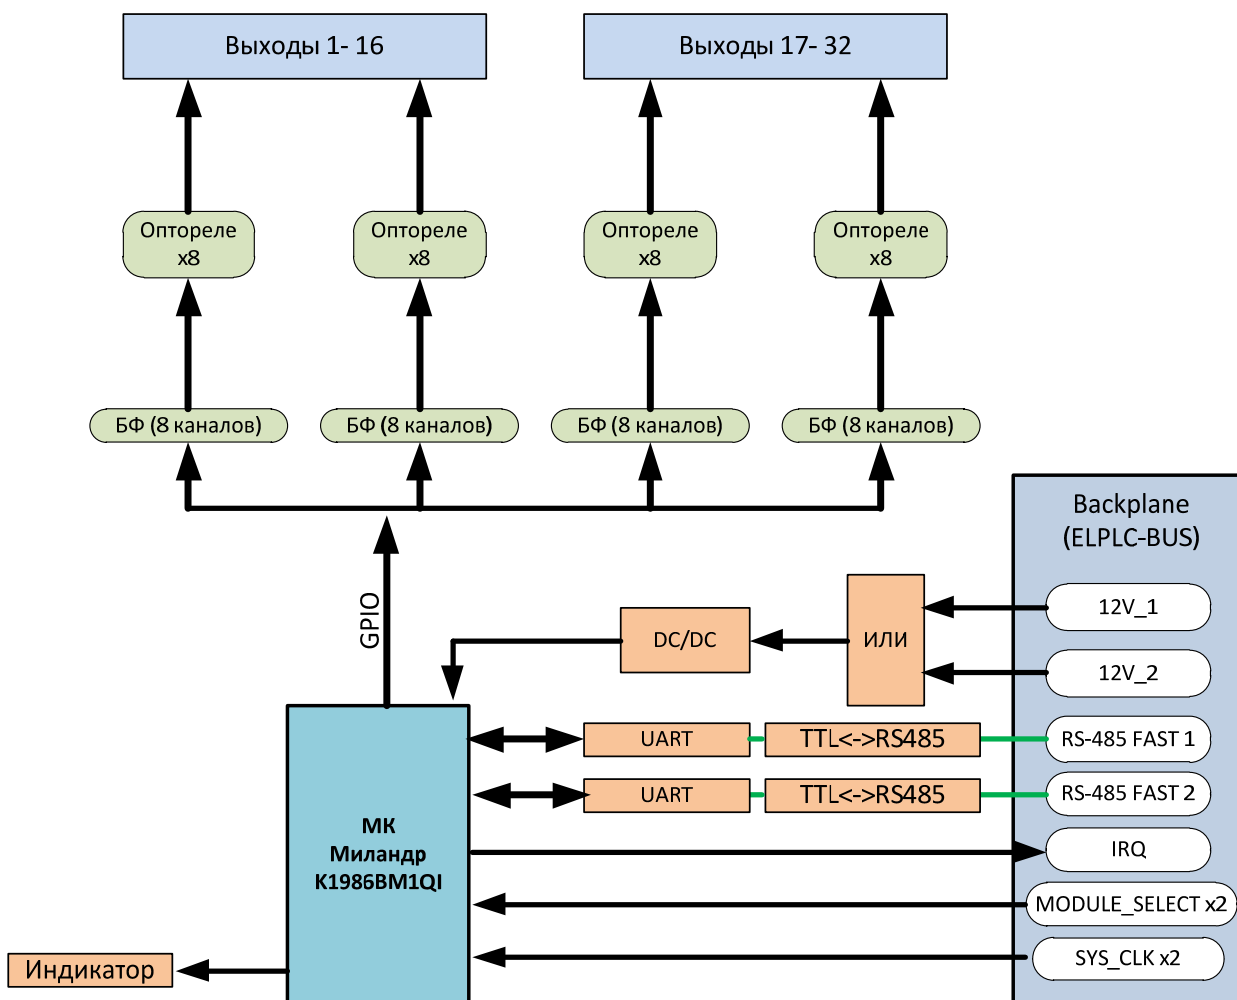 Выходы 1- 16
Выходы 17- 32
Оптореле
x8
Оптореле
x8
Оптореле
x8
Оптореле
x8
БФ (8 каналов)
БФ (8 каналов)
БФ (8 каналов)
БФ (8 каналов)
Backplane
(ELPLC-BUS)
GPIO
DC/DC
ИЛИ
12V_1
12V_2
UART
TTL<->RS485
RS-485 FAST 1
UART
TTL<->RS485
RS-485 FAST 2
МК
Миландр
К1986ВМ1QI
IRQ
MODULE_SELECT x2
SYS_CLK x2
Индикатор